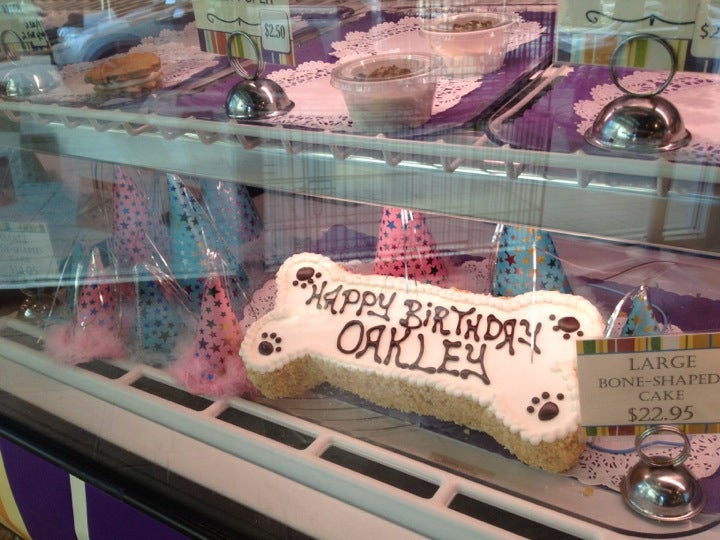 $2.50
HAPPY BIRTHDAY
OAKLEY
LARGE
BONE-SHAPED
CAKE
$22.95